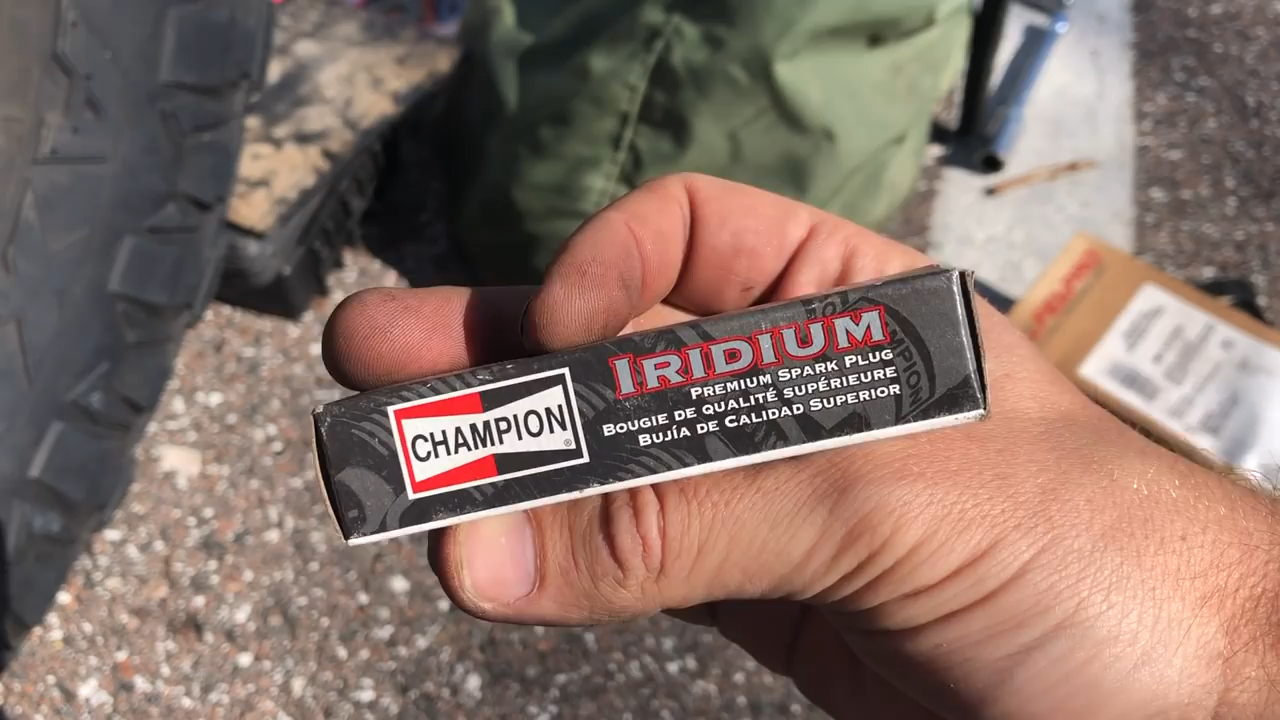 CHAMPION®
IRIDIUM
PREMIUM SPARK PLUG
BOUGIE DE QUALITÉ SUPÉRIEURE
BUJÍA DE CALIDAD SUPERIOR